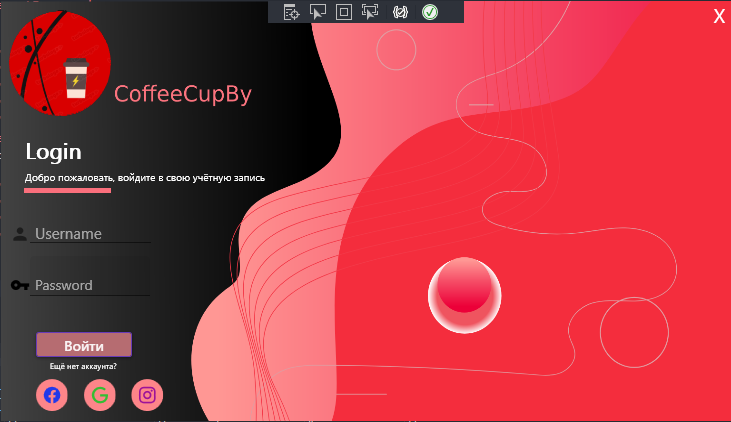 X
CoffeeCupBy
Login
Добро пожаловать, войдите в свою учётную запись
Username
Password
Войти
Ещё нет аккаунта?